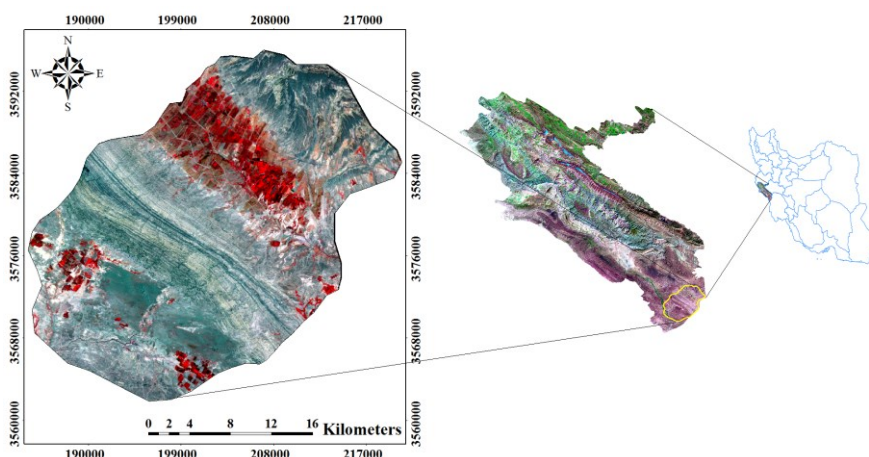 190000 199000 208000 217000
N
W E
S
3592000 3592000
3584000 3584000
3576000 3576000
3568000 3568000
3560000 3560000
0 2 4 8 12 16
Kilometers
190000 199000 208000 217000